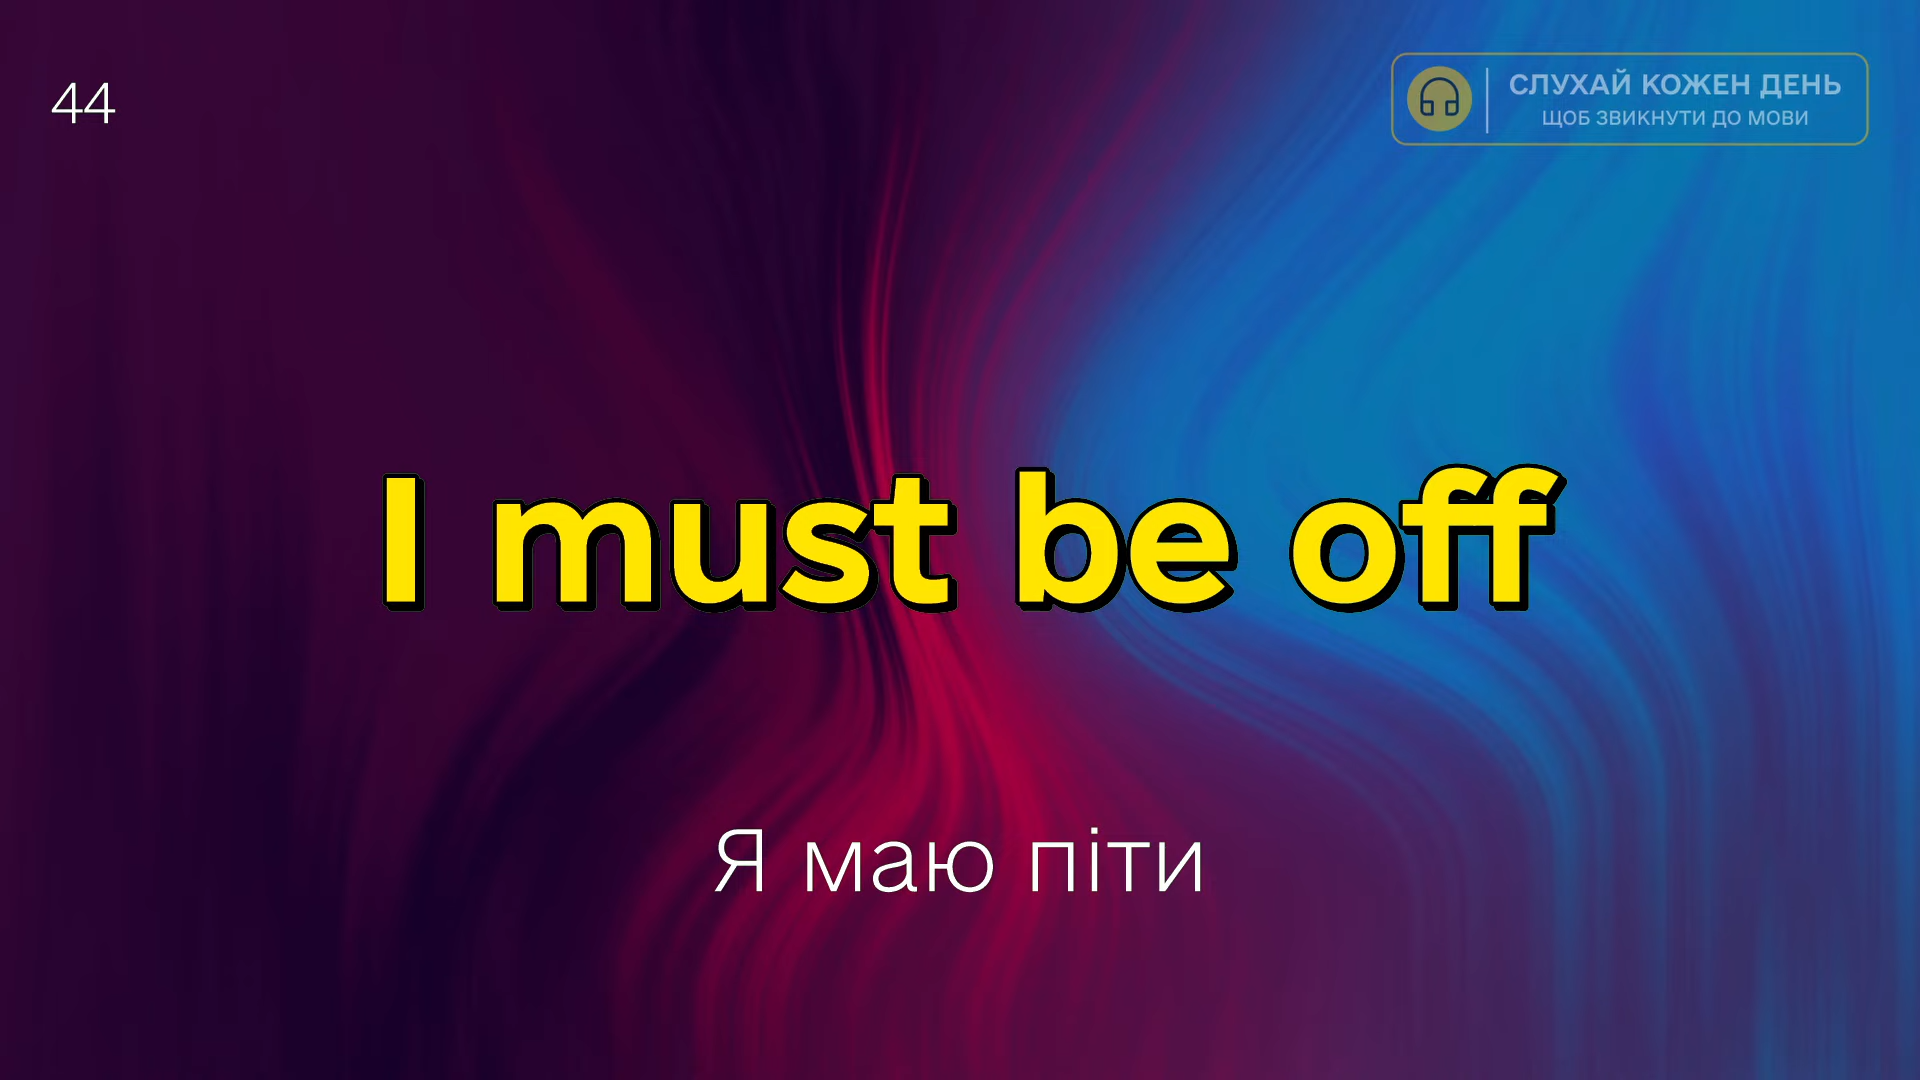 44
СЛУХАЙ КОЖЕН ДЕНЬ
ЩОБ ЗВИКНУТИ ДО МОВИ
I must be off
Я маю піти